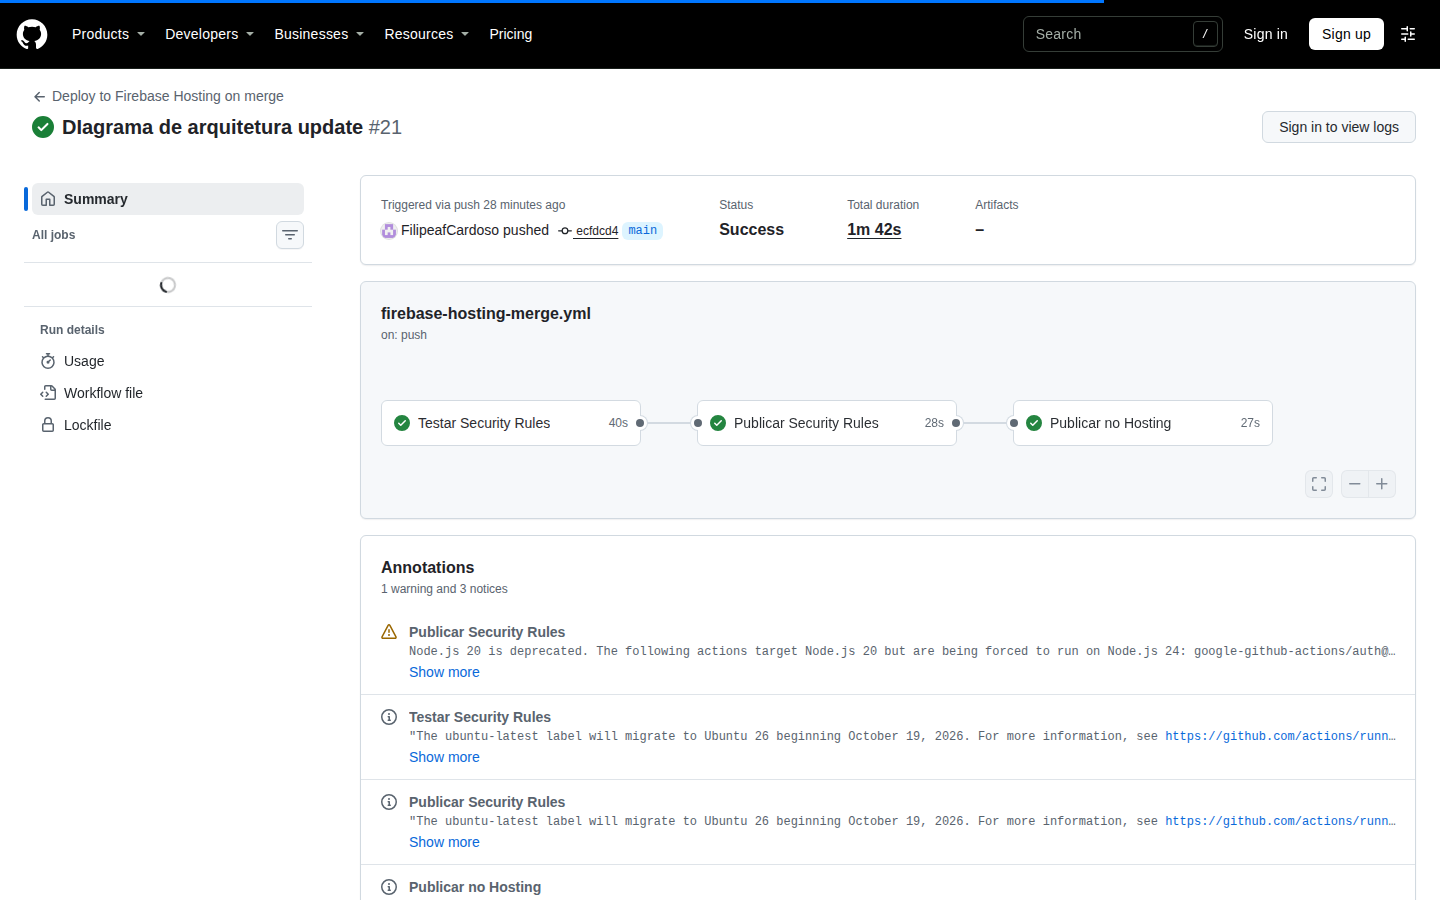 Products
Developers
Businesses
Resources
Pricing
Search
/
Sign in
Sign up
Deploy to Firebase Hosting on merge
DIagrama de arquitetura update #21
Sign in to view logs
Summary
All jobs
Run details
Usage
Workflow file
Lockfile
Triggered via push 28 minutes ago
FilipeafCardoso pushed ecfdcd4 main
Status
Success
Total duration
1m 42s
Artifacts
–
firebase-hosting-merge.yml
on: push
Testar Security Rules 40s
Publicar Security Rules 28s
Publicar no Hosting 27s
Annotations
1 warning and 3 notices
Publicar Security Rules
Node.js 20 is deprecated. The following actions target Node.js 20 but are being forced to run on Node.js 24: google-github-actions/auth@…
Show more
Testar Security Rules
"The ubuntu-latest label will migrate to Ubuntu 26 beginning October 19, 2026. For more information, see https://github.com/actions/runn…
Show more
Publicar Security Rules
"The ubuntu-latest label will migrate to Ubuntu 26 beginning October 19, 2026. For more information, see https://github.com/actions/runn…
Show more
Publicar no Hosting